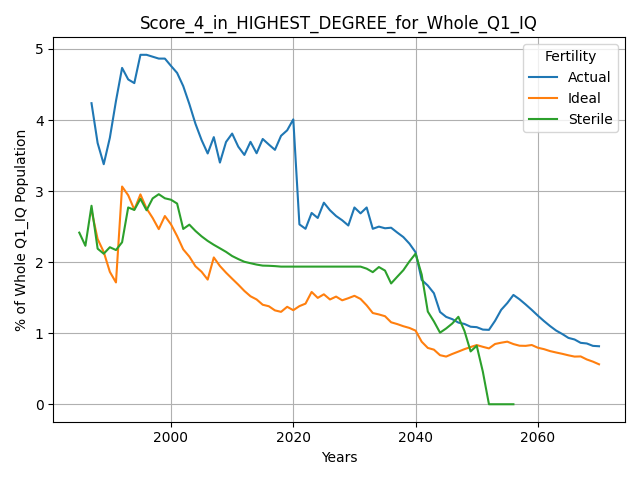 Score_4_in_HIGHEST_DEGREE_for_Whole_Q1_IQ
% of Whole Q1_IQ Population
5
4
3
2
1
0
Fertility
Actual
Ideal
Sterile
2000 2020 2040 2060
Years